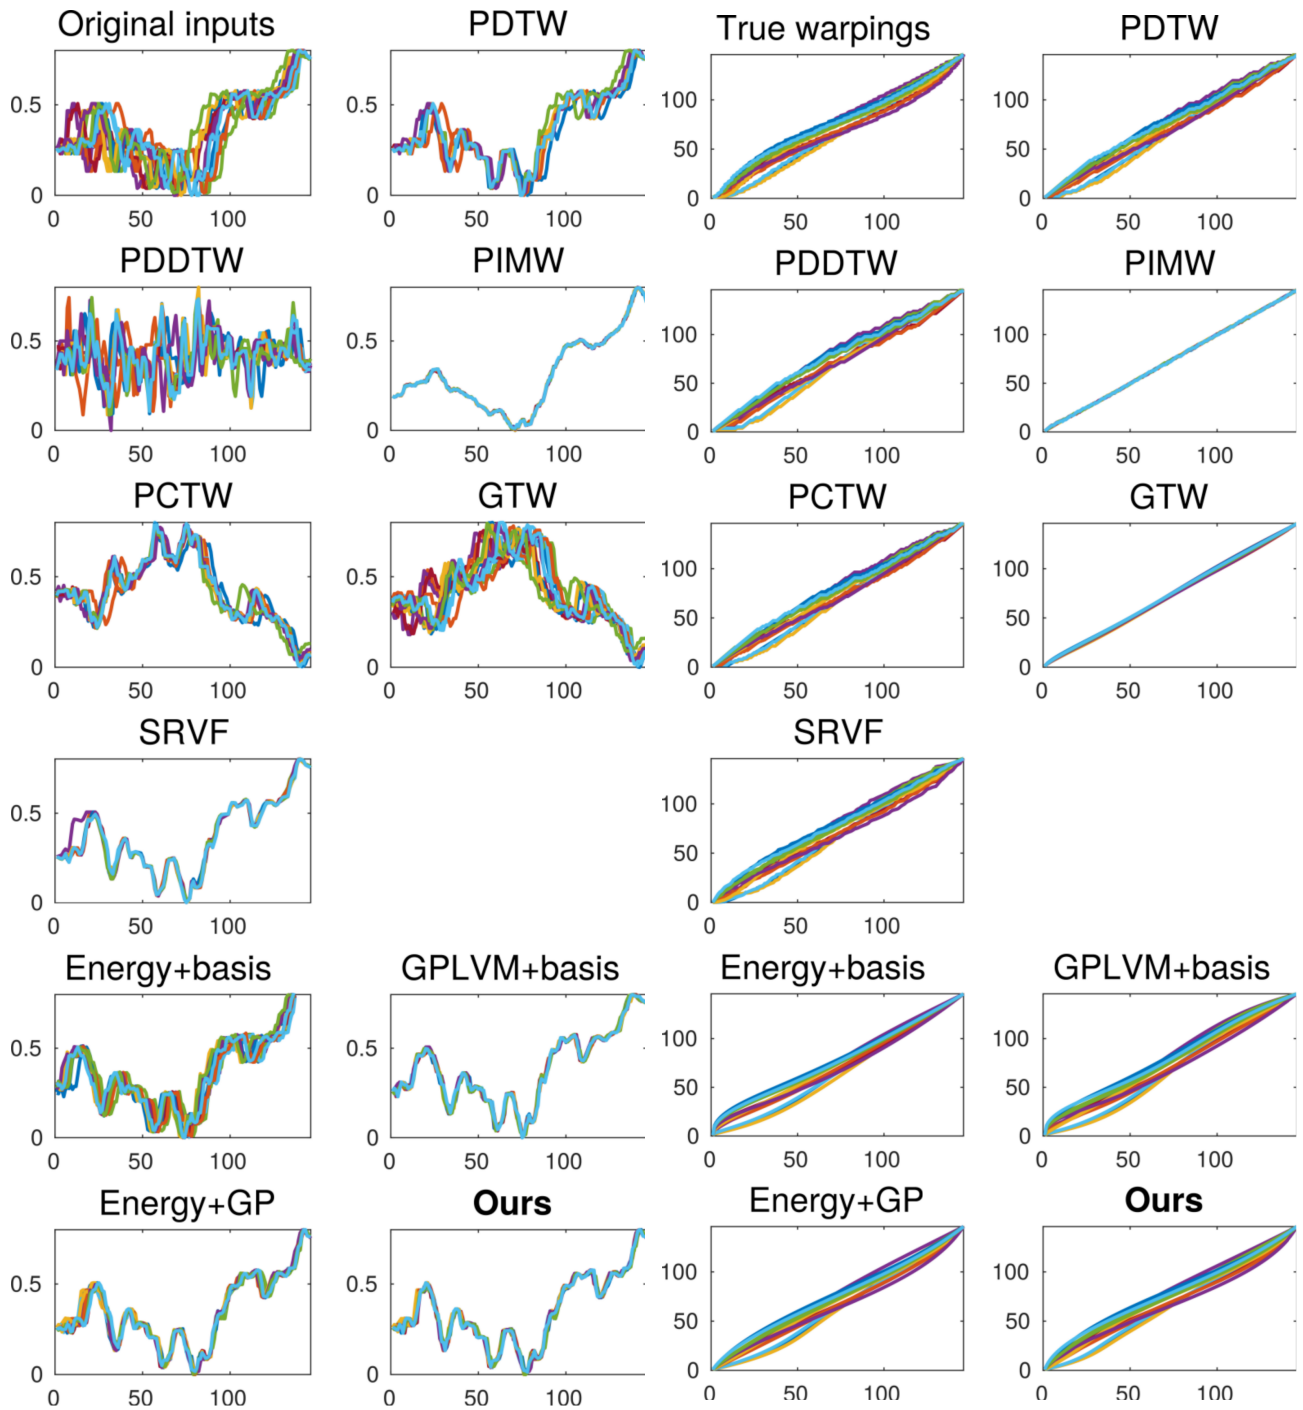 Original inputs PDTW True warpings PDTW
0.5 0.5 100 100
50 50
0 0 0 0
0 50 100 0 50 100 0 50 100 0 50 100
PDDTW PIMW PDDTW PIMW
0.5 0.5 100 100
50 50
0 0 0 0
0 50 100 0 50 100 0 50 100 0 50 100
PCTW GTW PCTW GTW
0.5 0.5 100 100
50 50
0 0 0 0
0 50 100 0 50 100 0 50 100 0 50 100
SRVF SRVF
0.5 100
50
0 0
0 50 100 0 50 100
Energy+basis GPLVM+basis Energy+basis GPLVM+basis
0.5 0.5 100 100
50 50
0 0 0 0
0 50 100 0 50 100 0 50 100 0 50 100
Energy+GP Ours Energy+GP Ours
0.5 0.5 100 100
50 50
0 0 0 0
0 50 100 0 50 100 0 50 100 0 50 100